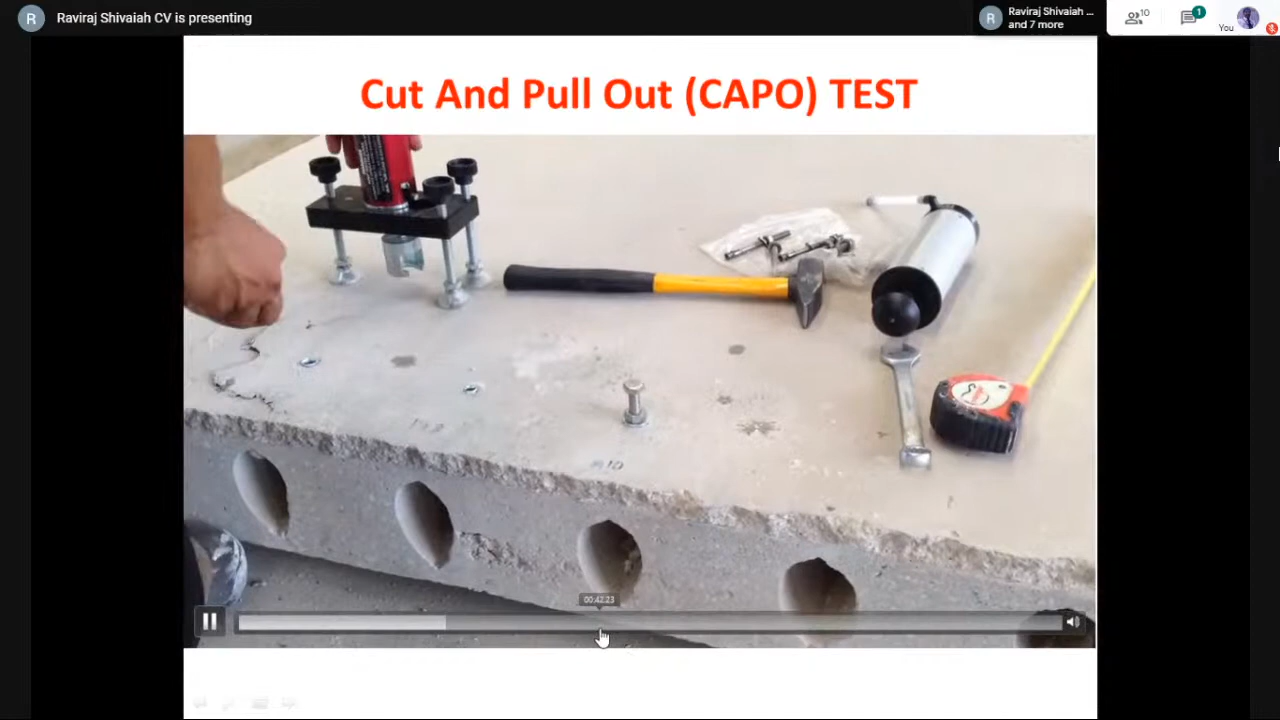 R
Raviraj Shivaiah CV is presenting
R
Raviraj Shivaiah ...
and 7 more
10
1
You
Cut And Pull Out (CAPO) TEST
00:42.23